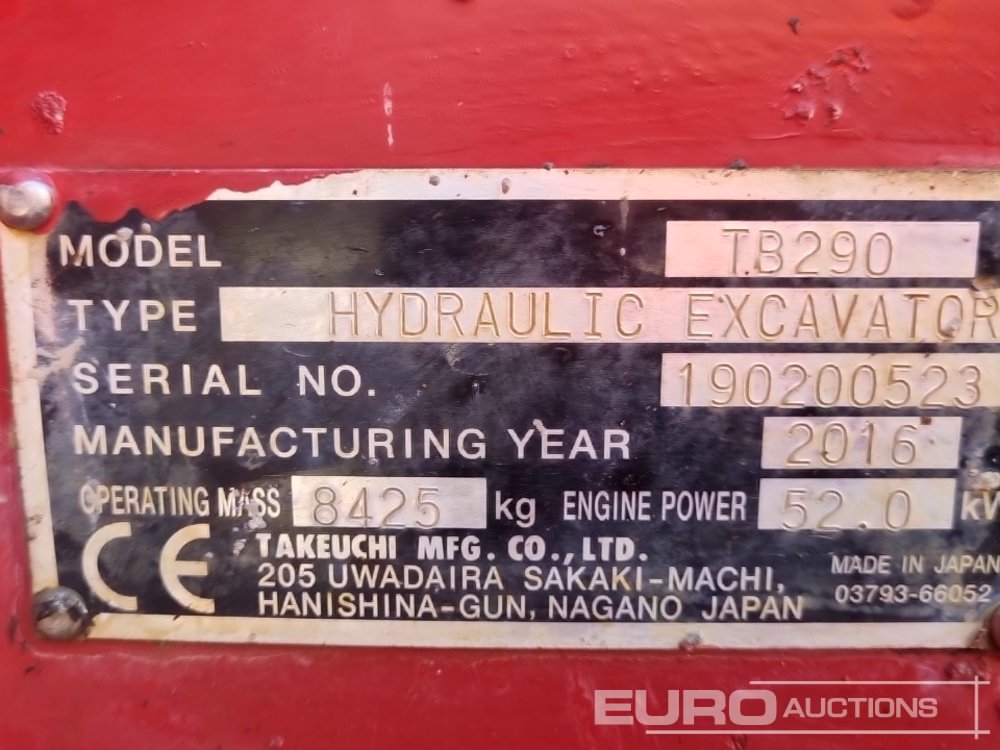 MODEL TB290
TYPE HYDRAULIC EXCAVATOR
SERIAL NO. 190200523
MANUFACTURING YEAR 2016
OPERATING MASS 8425 kg ENGINE POWER 52.0 kW
CE TAKEUCHI MFG. CO., LTD.
205 UWADAIRA SAKAKI-MACHI,
HANISHINA-GUN, NAGANO JAPAN
MADE IN JAPAN
03793-66052
EURO AUCTIONS